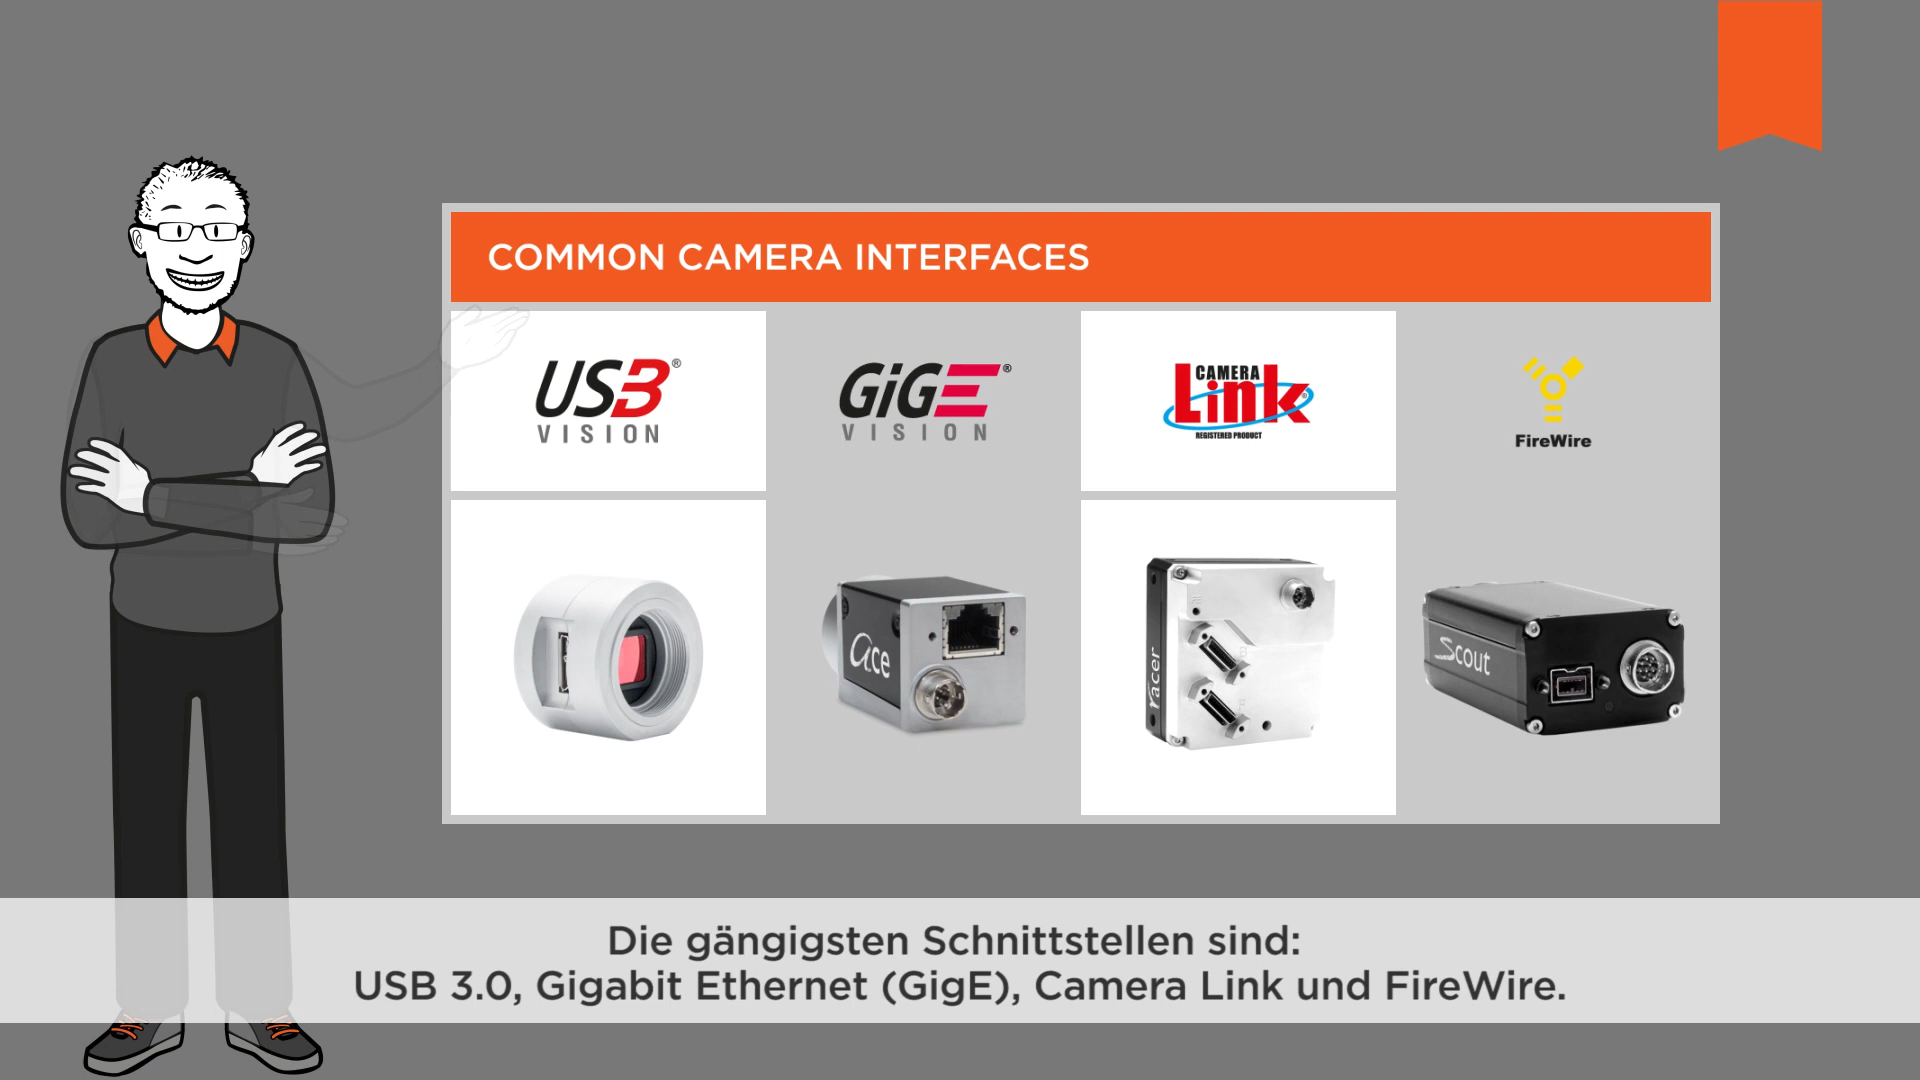 COMMON CAMERA INTERFACES
USB®
VISION
GiGE®
VISION
CAMERA
Link®
REGISTERED PRODUCT
FireWire
ace
racer
Scout
Die gängigsten Schnittstellen sind:
USB 3.0, Gigabit Ethernet (GigE), Camera Link und FireWire.